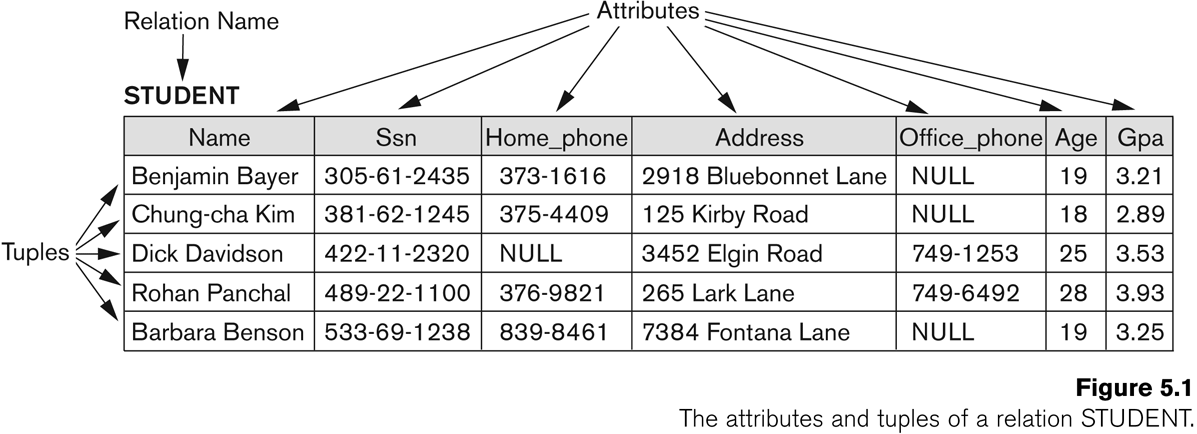 Attributes
Relation Name
STUDENT
Name Ssn Home_phone Address Office_phone Age Gpa
Benjamin Bayer 305-61-2435 373-1616 2918 Bluebonnet Lane NULL 19 3.21
Chung-cha Kim 381-62-1245 375-4409 125 Kirby Road NULL 18 2.89
Tuples Dick Davidson 422-11-2320 NULL 3452 Elgin Road 749-1253 25 3.53
Rohan Panchal 489-22-1100 376-9821 265 Lark Lane 749-6492 28 3.93
Barbara Benson 533-69-1238 839-8461 7384 Fontana Lane NULL 19 3.25
Figure 5.1
The attributes and tuples of a relation STUDENT.